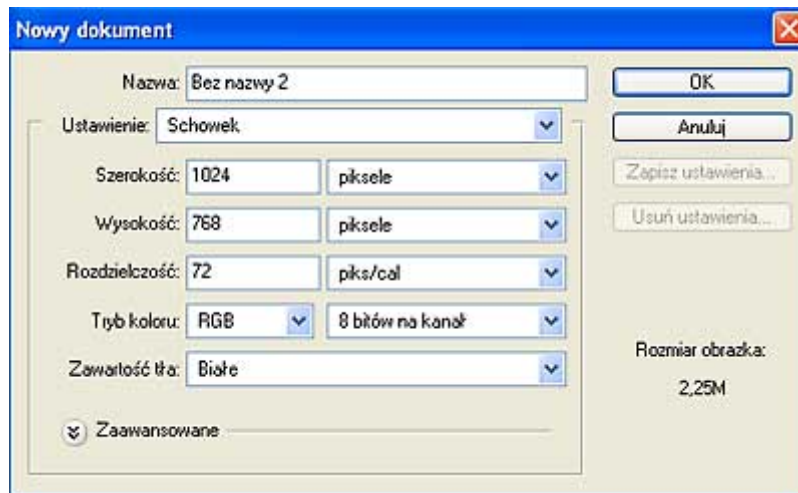 Nowy dokument
Nazwa: Bez nazwy 2
OK
Ustawienie: Schowek
Anuluj
Szerokość: 1024 piksele
Zapisz ustawienia...
Wysokość: 768 piksele
Usuń ustawienia...
Rozdzielczość: 72 piks/cal
Tryb koloru: RGB 8 bitów na kanał
Rozmiar obrazka:
Zawartość tła: Białe
2,25M
Zaawansowane